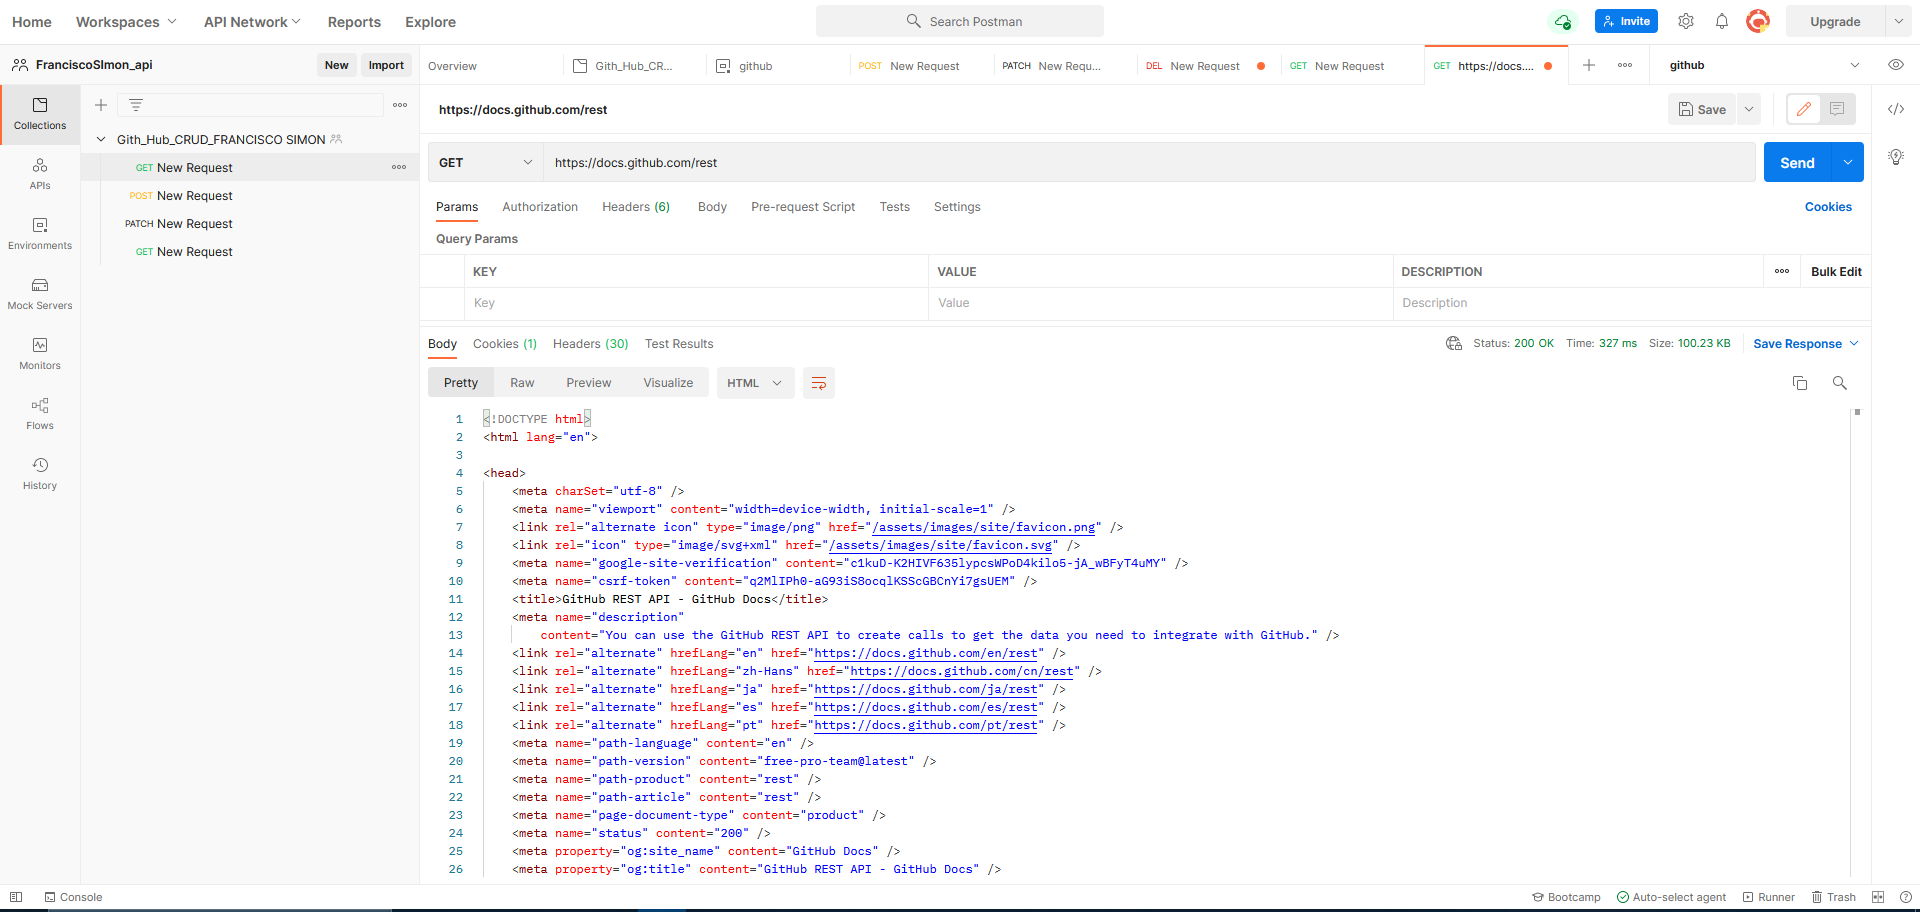 Home Workspaces API Network Reports Explore Search Postman Invite Upgrade
FranciscoSImon_api New Import Overview Gith_Hub_CR... github POST New Request PATCH New Requ... DEL New Request GET New Request GET https://docs.... github
https://docs.github.com/rest Save
Collections
Gith_Hub_CRUD_FRANCISCO SIMON
GET New Request
POST New Request
PATCH New Request
GET New Request
APIs
Environments
Mock Servers
Monitors
Flows
History
GET https://docs.github.com/rest Send
Params Authorization Headers (6) Body Pre-request Script Tests Settings Cookies
Query Params
KEY VALUE DESCRIPTION Bulk Edit
Key Value Description
Body Cookies (1) Headers (30) Test Results Status: 200 OK Time: 327 ms Size: 100.23 KB Save Response
Pretty Raw Preview Visualize HTML
1 <!DOCTYPE html>
2 <html lang="en">
3
4 <head>
5 <meta charSet="utf-8" />
6 <meta name="viewport" content="width=device-width, initial-scale=1" />
7 <link rel="alternate icon" type="image/png" href="/assets/images/site/favicon.png" />
8 <link rel="icon" type="image/svg+xml" href="/assets/images/site/favicon.svg" />
9 <meta name="google-site-verification" content="c1kuD-K2HIVF635lypcsWPoD4kilo5-jA_wBFyT4uMY" />
10 <meta name="csrf-token" content="q2MlIPh0-aG93iS8ocqlKSScGBCnYi7gsUEM" />
11 <title>GitHub REST API - GitHub Docs</title>
12 <meta name="description"
13 content="You can use the GitHub REST API to create calls to get the data you need to integrate with GitHub." />
14 <link rel="alternate" hrefLang="en" href="https://docs.github.com/en/rest" />
15 <link rel="alternate" hrefLang="zh-Hans" href="https://docs.github.com/cn/rest" />
16 <link rel="alternate" hrefLang="ja" href="https://docs.github.com/ja/rest" />
17 <link rel="alternate" hrefLang="es" href="https://docs.github.com/es/rest" />
18 <link rel="alternate" hrefLang="pt" href="https://docs.github.com/pt/rest" />
19 <meta name="path-language" content="en" />
20 <meta name="path-version" content="free-pro-team@latest" />
21 <meta name="path-product" content="rest" />
22 <meta name="path-article" content="rest" />
23 <meta name="page-document-type" content="product" />
24 <meta name="status" content="200" />
25 <meta property="og:site_name" content="GitHub Docs" />
26 <meta property="og:title" content="GitHub REST API - GitHub Docs" />
Console Bootcamp Auto-select agent Runner Trash